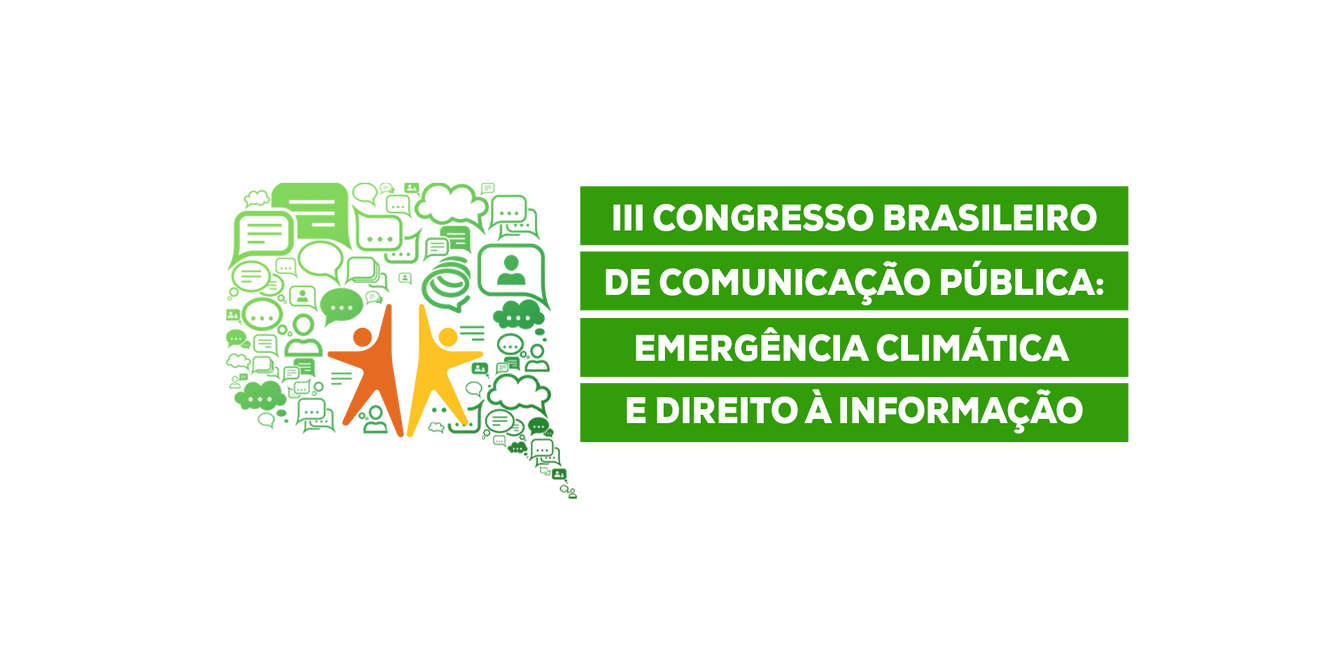 III CONGRESSO BRASILEIRO
DE COMUNICAÇÃO PÚBLICA:
EMERGÊNCIA CLIMÁTICA
E DIREITO À INFORMAÇÃO